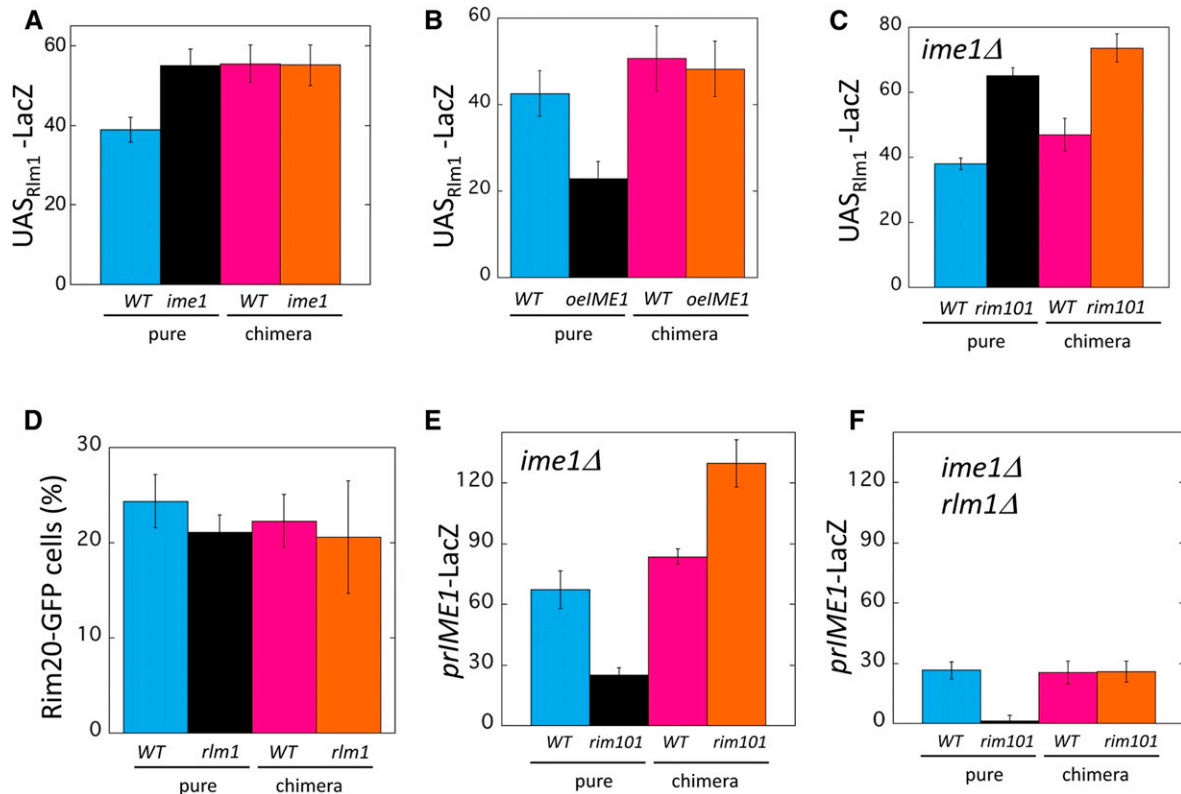 A
UAS_Rlm1 -LacZ
60
40
20
0
WT ime1 WT ime1
pure chimera
B
UAS_Rlm1 -LacZ
60
40
20
0
WT oeIME1 WT oeIME1
pure chimera
C
ime1Δ
UAS_Rlm1 -LacZ
80
60
40
20
0
WT rim101 WT rim101
pure chimera
D
Rim20-GFP cells (%)
30
20
10
0
WT rlm1 WT rlm1
pure chimera
E
ime1Δ
prIME1-LacZ
120
90
60
30
0
WT rim101 WT rim101
pure chimera
F
ime1Δ
rlm1Δ
prIME1-LacZ
120
90
60
30
0
WT rim101 WT rim101
pure chimera